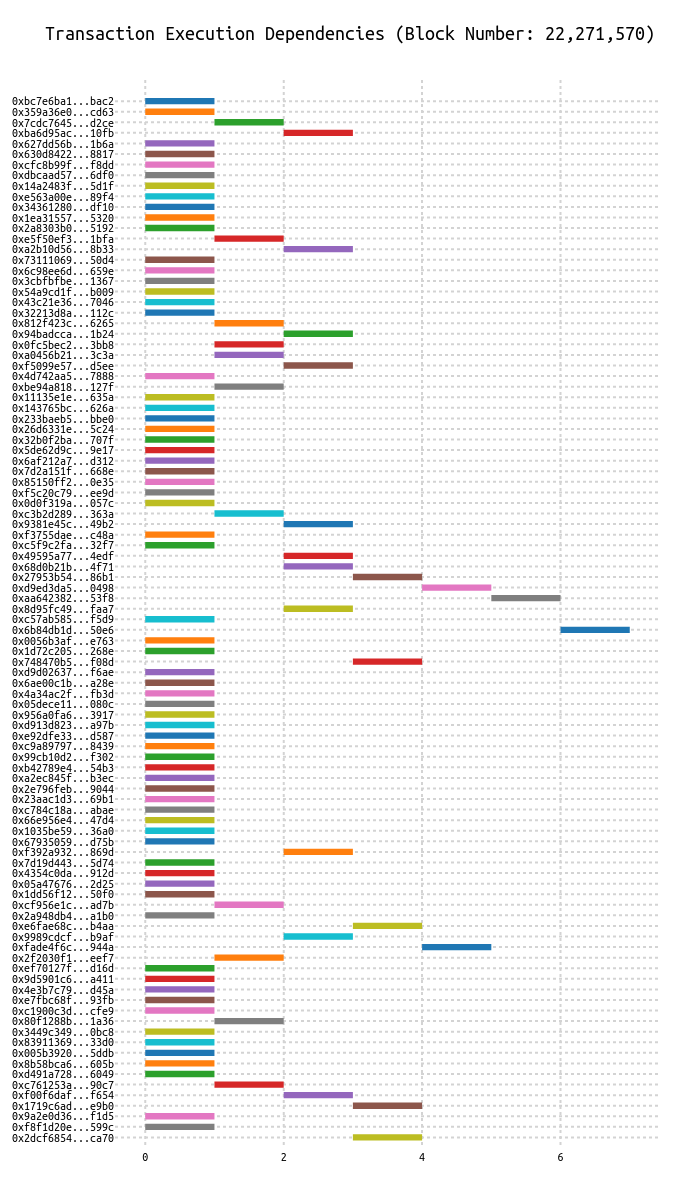 Transaction Execution Dependencies (Block Number: 22,271,570)
0xbc7e6ba1...bac2
0x359a36e0...cd63
0x7cdc7645...d2ce
0xba6d95ac...10fb
0x627dd56b...1b6a
0x630d8422...8817
0xcfc8b99f...f8dd
0xdbcaad57...6df0
0x14a2483f...5d1f
0xe563a00e...89f4
0x34361280...df10
0x1ea31557...5320
0x2a8303b0...5192
0xe5f50ef3...1bfa
0xa2b10d56...8b33
0x73111069...50d4
0x6c98ee6d...659e
0x3cbfbfbe...1367
0x54a9cd1f...b009
0x43c21e36...7046
0x32213d8a...112c
0x812f423c...6265
0x94badcca...1b24
0x0fc5bec2...3bb8
0xa0456b21...3c3a
0xf5099e57...d5ee
0x4d742aa5...7888
0xbe94a818...127f
0x11135e1e...635a
0x143765bc...626a
0x233baeb5...bbe0
0x26d6331e...5c24
0x32b0f2ba...707f
0x5de62d9c...9e17
0x6af212a7...d312
0x7d2a151f...668e
0x85150ff2...0e35
0xf5c20c79...ee9d
0x0d0f319a...057c
0xc3b2d289...363a
0x9381e45c...49b2
0xf3755dae...c48a
0xc5f9c2fa...32f7
0x49595a77...4edf
0x68d0b21b...4f71
0x27953b54...86b1
0xd9ed3da5...0498
0xaa642382...53f8
0x8d95fc49...faa7
0xc57ab585...f5d9
0x6b84db1d...50e6
0x0056b3af...e763
0x1d72c205...268e
0x748470b5...f08d
0xd9d02637...f6ae
0x6ae00c1b...a28e
0x4a34ac2f...fb3d
0x05dece11...080c
0x956a0fa6...3917
0xd913d823...a97b
0xe92dfe33...d587
0xc9a89797...8439
0x99cb10d2...f302
0xb42789e4...54b3
0xa2ec845f...b3ec
0x2e796feb...9044
0x23aac1d3...69b1
0xc784c18a...abae
0x66e956e4...47d4
0x1035be59...36a0
0x67935059...d75b
0xf392a932...869d
0x7d19d443...5d74
0x4354c0da...912d
0x05a47676...2d25
0x1dd56f12...50f0
0xcf956e1c...ad7b
0x2a948db4...a1b0
0xe6fae68c...b4aa
0x9989cdcf...b9af
0xfade4f6c...944a
0x2f2030f1...eef7
0xef70127f...d16d
0x9d5901c6...a411
0x4e3b7c79...d45a
0xe7fbc68f...93fb
0xc1900c3d...cfe9
0x80f1288b...1a36
0x3449c349...0bc8
0x83911369...33d0
0x005b3920...5ddb
0x8b58bca6...605b
0xd491a728...6049
0xc761253a...90c7
0xf00f6daf...f654
0x1719c6ad...e9b0
0x9a2e0d36...f1d5
0xf8f1d20e...599c
0x2dcf6854...ca70
0 2 4 6